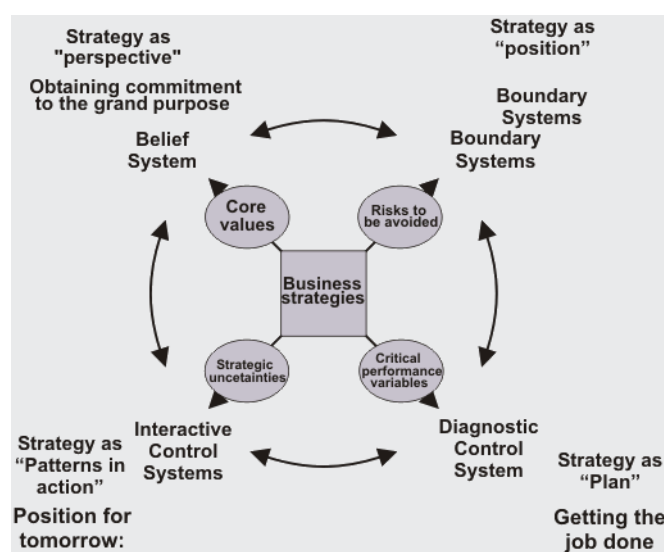 Strategy as
"perspective"
Obtaining commitment
to the grand purpose
Belief
System
Strategy as
“position”
Boundary
Systems
Boundary
Systems
Core
values
Risks to
be avoided
Business
strategies
Strategic
uncetainties
Critical
performance
variables
Interactive
Control
Systems
Diagnostic
Control
System
Strategy as
“Patterns in
action”
Position for
tomorrow:
Strategy as
“Plan”
Getting the
job done